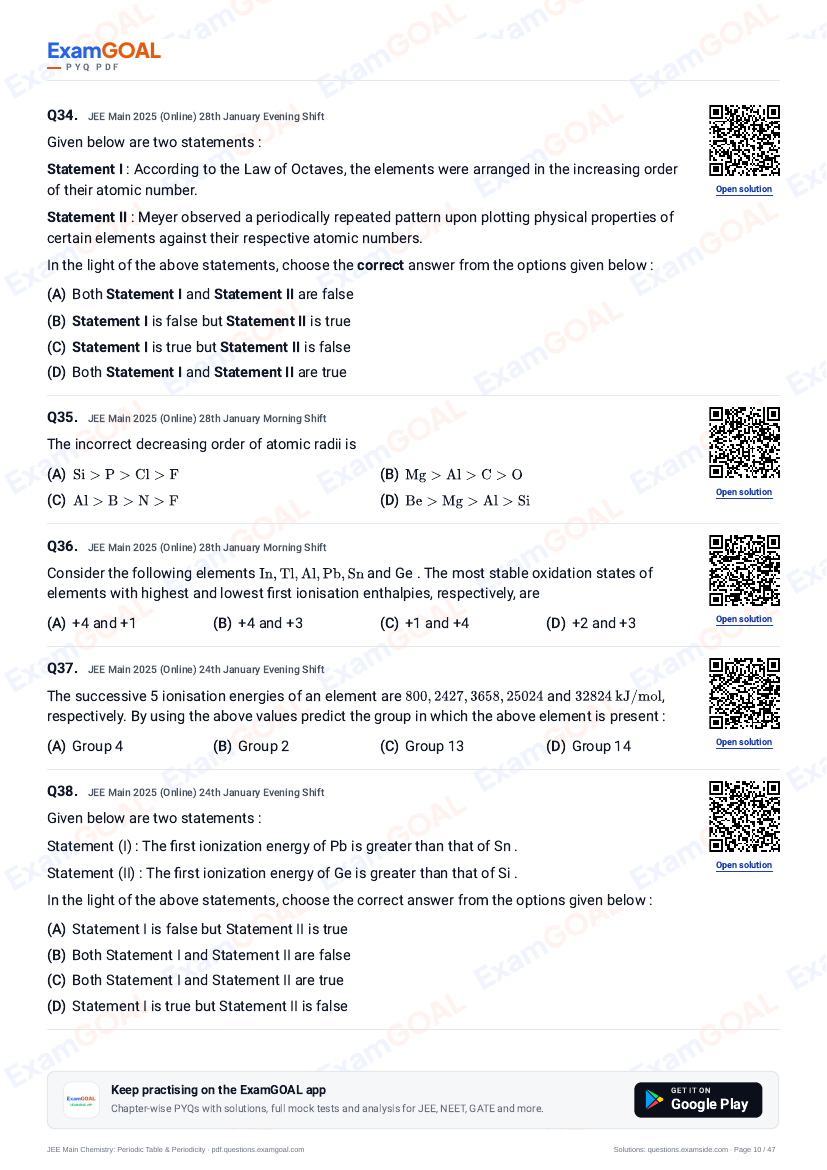 ExamGOAL
PYQ PDF
Q34. JEE Main 2025 (Online) 28th January Evening Shift
Given below are two statements :
Statement I : According to the Law of Octaves, the elements were arranged in the increasing order
of their atomic number.
Statement II : Meyer observed a periodically repeated pattern upon plotting physical properties of
certain elements against their respective atomic numbers.
In the light of the above statements, choose the correct answer from the options given below :
(A) Both Statement I and Statement II are false
(B) Statement I is false but Statement II is true
(C) Statement I is true but Statement II is false
(D) Both Statement I and Statement II are true
Open solution
Q35. JEE Main 2025 (Online) 28th January Morning Shift
The incorrect decreasing order of atomic radii is
(A) Si > P > Cl > F (B) Mg > Al > C > O
(C) Al > B > N > F (D) Be > Mg > Al > Si
Open solution
Q36. JEE Main 2025 (Online) 28th January Morning Shift
Consider the following elements In, Tl, Al, Pb, Sn and Ge . The most stable oxidation states of
elements with highest and lowest first ionisation enthalpies, respectively, are
(A) +4 and +1 (B) +4 and +3 (C) +1 and +4 (D) +2 and +3
Open solution
Q37. JEE Main 2025 (Online) 24th January Evening Shift
The successive 5 ionisation energies of an element are 800, 2427, 3658, 25024 and 32824 kJ/mol,
respectively. By using the above values predict the group in which the above element is present :
(A) Group 4 (B) Group 2 (C) Group 13 (D) Group 14
Open solution
Q38. JEE Main 2025 (Online) 24th January Evening Shift
Given below are two statements :
Statement (I) : The first ionization energy of Pb is greater than that of Sn .
Statement (II) : The first ionization energy of Ge is greater than that of Si .
In the light of the above statements, choose the correct answer from the options given below :
(A) Statement I is false but Statement II is true
(B) Both Statement I and Statement II are false
(C) Both Statement I and Statement II are true
(D) Statement I is true but Statement II is false
Open solution
ExamGOAL
Keep practising on the ExamGOAL app
Chapter-wise PYQs with solutions, full mock tests and analysis for JEE, NEET, GATE and more.
GET IT ON
Google Play
JEE Main Chemistry: Periodic Table & Periodicity · pdf.questions.examgoal.com
Solutions: questions.examside.com · Page 10 / 47